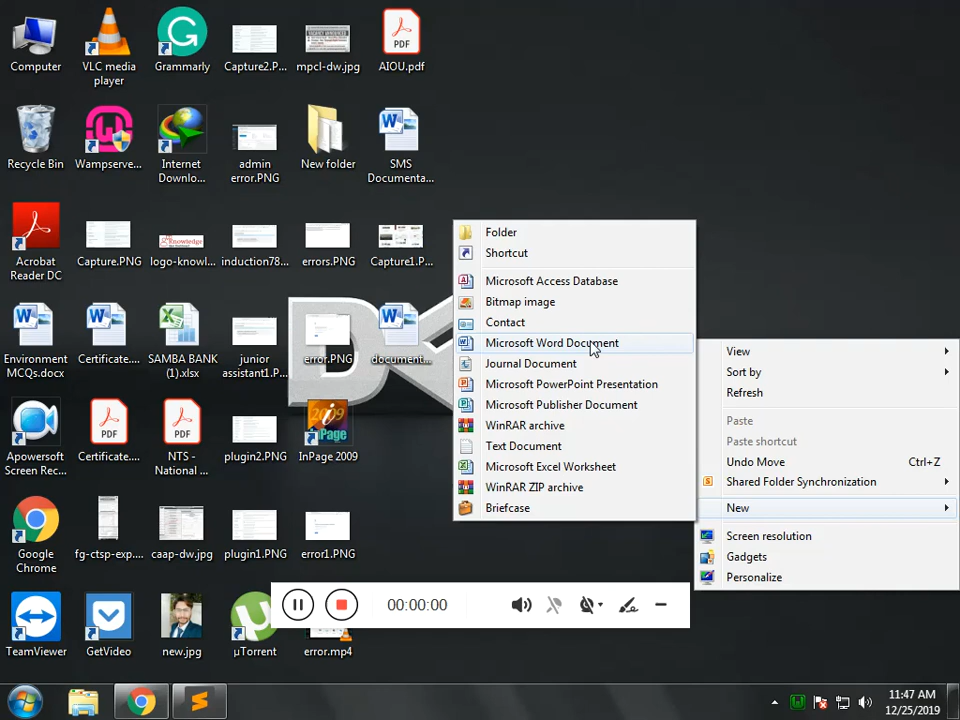 Computer
VLC media
player
Grammarly
Capture2.P...
mpcl-dw.jpg
PDF
AIOU.pdf
Recycle Bin
Wampserve...
Internet
Downlo...
admin
error.PNG
New folder
SMS
Documenta...
Acrobat
Reader DC
Capture.PNG
logo-knowl...
induction78...
errors.PNG
Capture1.P...
Environment
MCQs.docx
Certificate....
SAMBA BANK
(1).xlsx
junior
assistant1.P...
error.PNG
document...
Apowersoft
Screen Rec...
PDF
Certificate....
PDF
NTS -
National ...
plugin2.PNG
2009
InPage
InPage 2009
Google
Chrome
fg-ctsp-exp....
caap-dw.jpg
plugin1.PNG
error1.PNG
TeamViewer
GetVideo
new.jpg
µTorrent
error.mp4
Folder
Shortcut
Microsoft Access Database
Bitmap image
Contact
Microsoft Word Document
Journal Document
Microsoft PowerPoint Presentation
Microsoft Publisher Document
WinRAR archive
Text Document
Microsoft Excel Worksheet
WinRAR ZIP archive
Briefcase
View
Sort by
Refresh
Paste
Paste shortcut
Undo Move Ctrl+Z
Shared Folder Synchronization
New
Screen resolution
Gadgets
Personalize
00:00:00
11:47 AM
12/25/2019